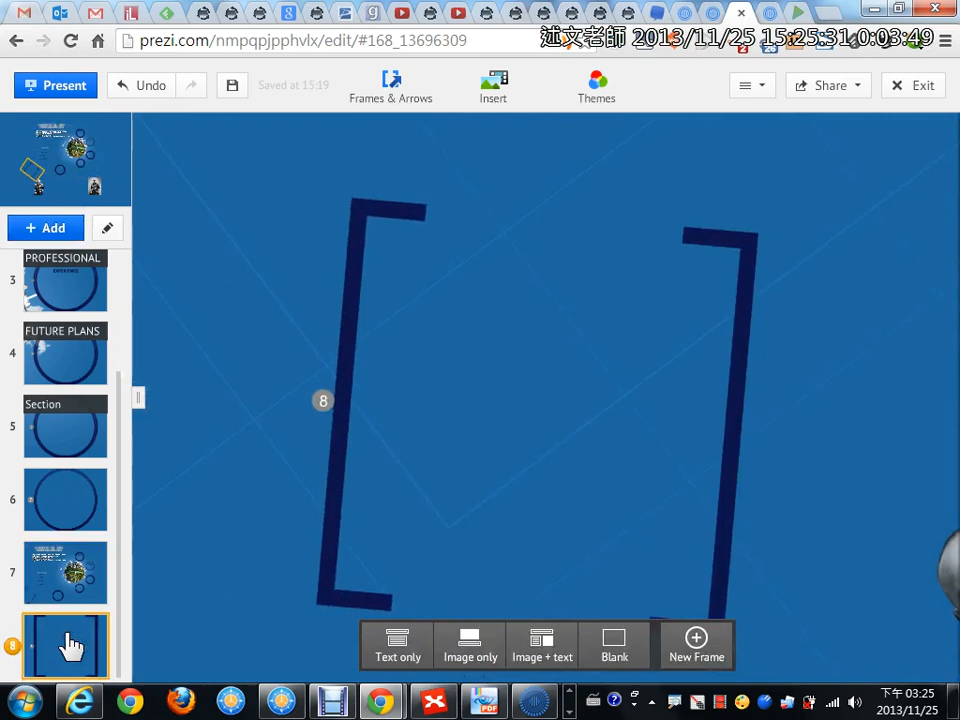 prezi.com/nmpqpjpphvlx/edit/#168_13696309
述文老師 2013/11/25 15:25:31 0:03:49
Present
Undo
Saved at 15:19
Frames & Arrows
Insert
Themes
Share
Exit
+ Add
PROFESSIONAL
EXPERIENCE
3
FUTURE PLANS
4
Section
5
6
7
8
8
Text only
Image only
Image + text
Blank
New Frame
PDF
下午 03:25
2013/11/25